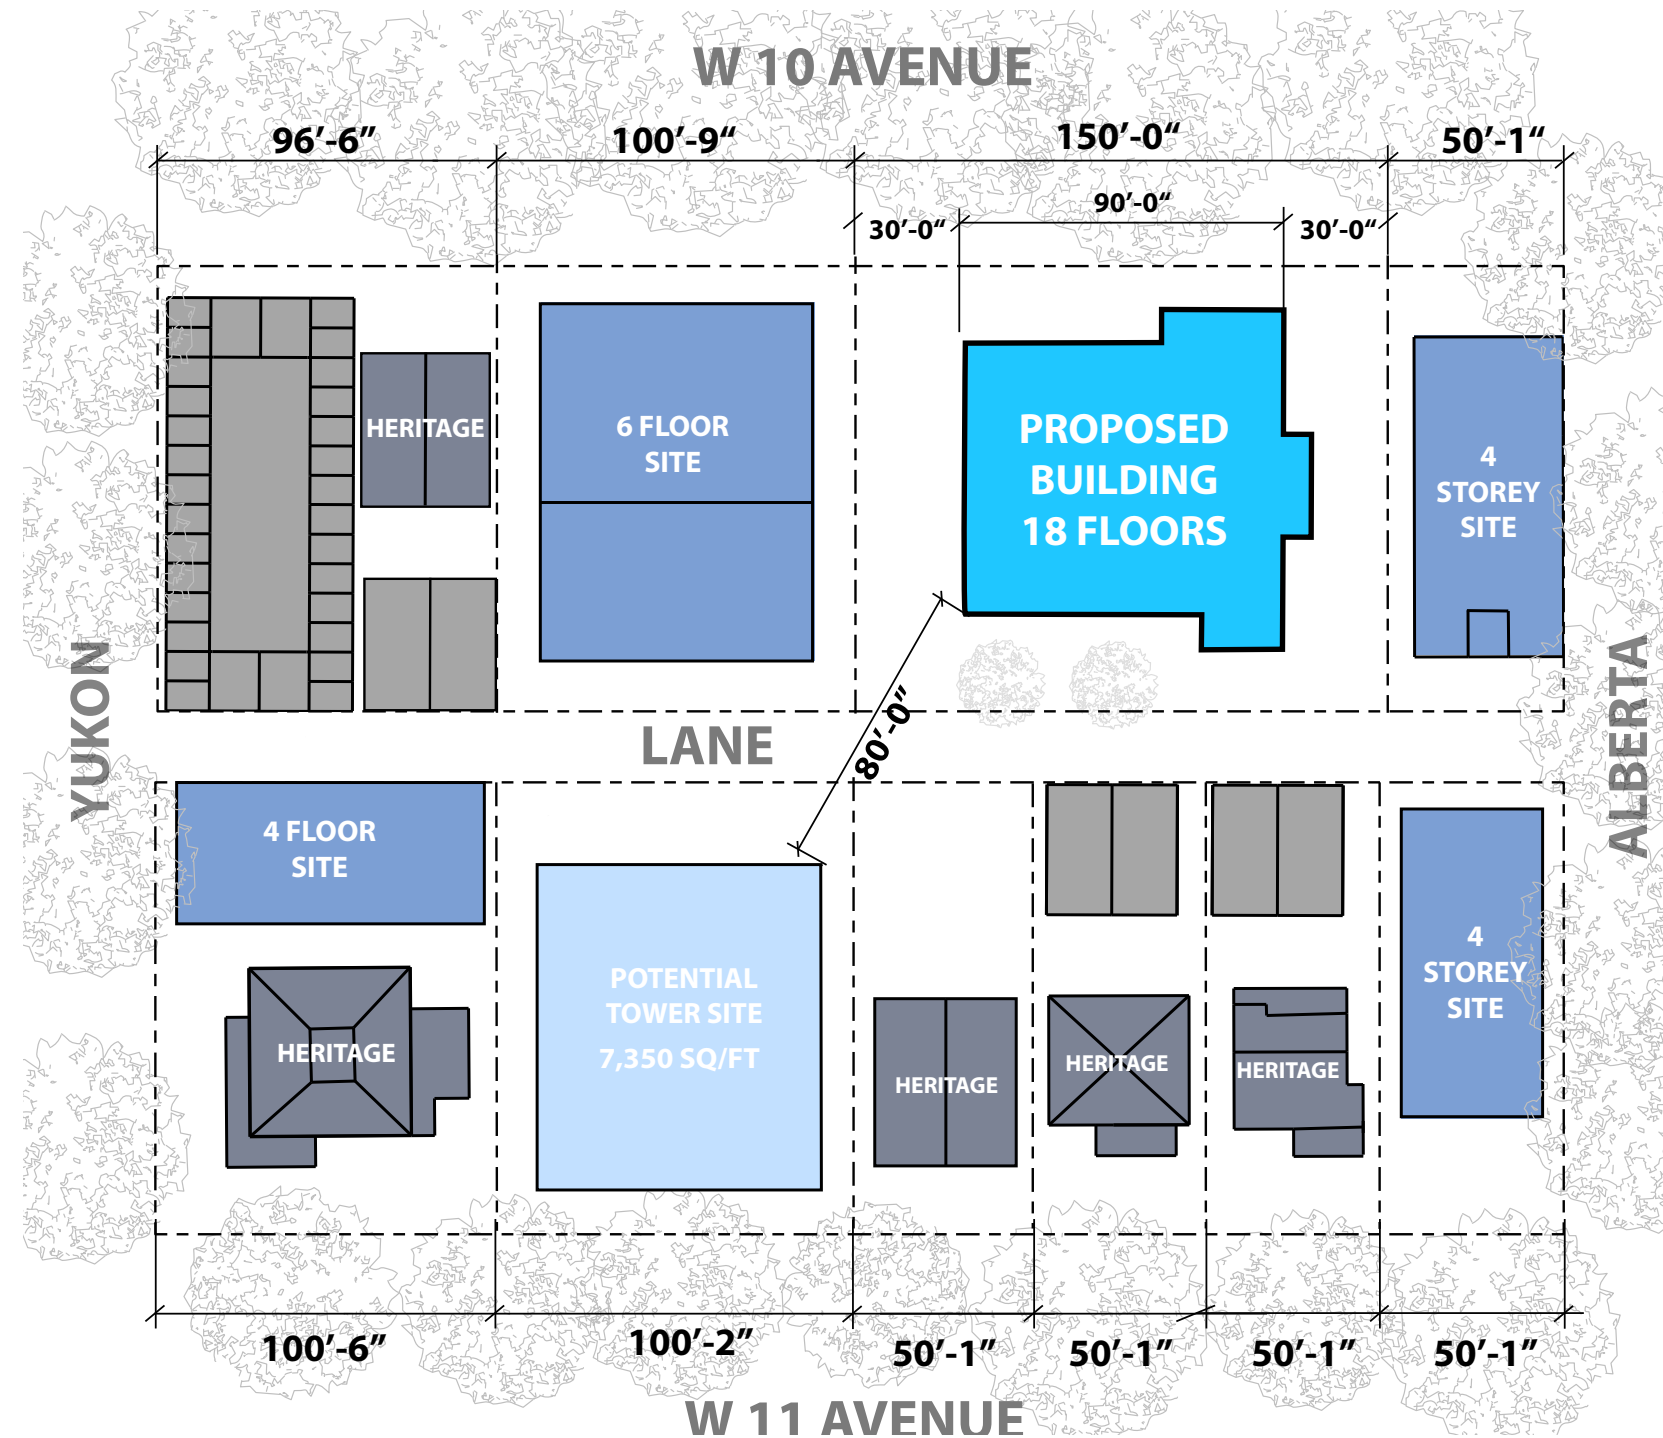 W 10 AVENUE
96’-6”
100’-9“
150’-0“
50’-1“
30’-0“
90’-0“
30’-0“
HERITAGE
6 FLOOR
SITE
PROPOSED
BUILDING
18 FLOORS
4
STOREY
SITE
YUKON
LANE
80’-0”
ALBERTA
4 FLOOR
SITE
HERITAGE
POTENTIAL
TOWER SITE
7,350 SQ/FT
HERITAGE
HERITAGE
HERITAGE
4
STOREY
SITE
100’-6”
100’-2”
50’-1”
50’-1”
50’-1”
50’-1”
W 11 AVENUE